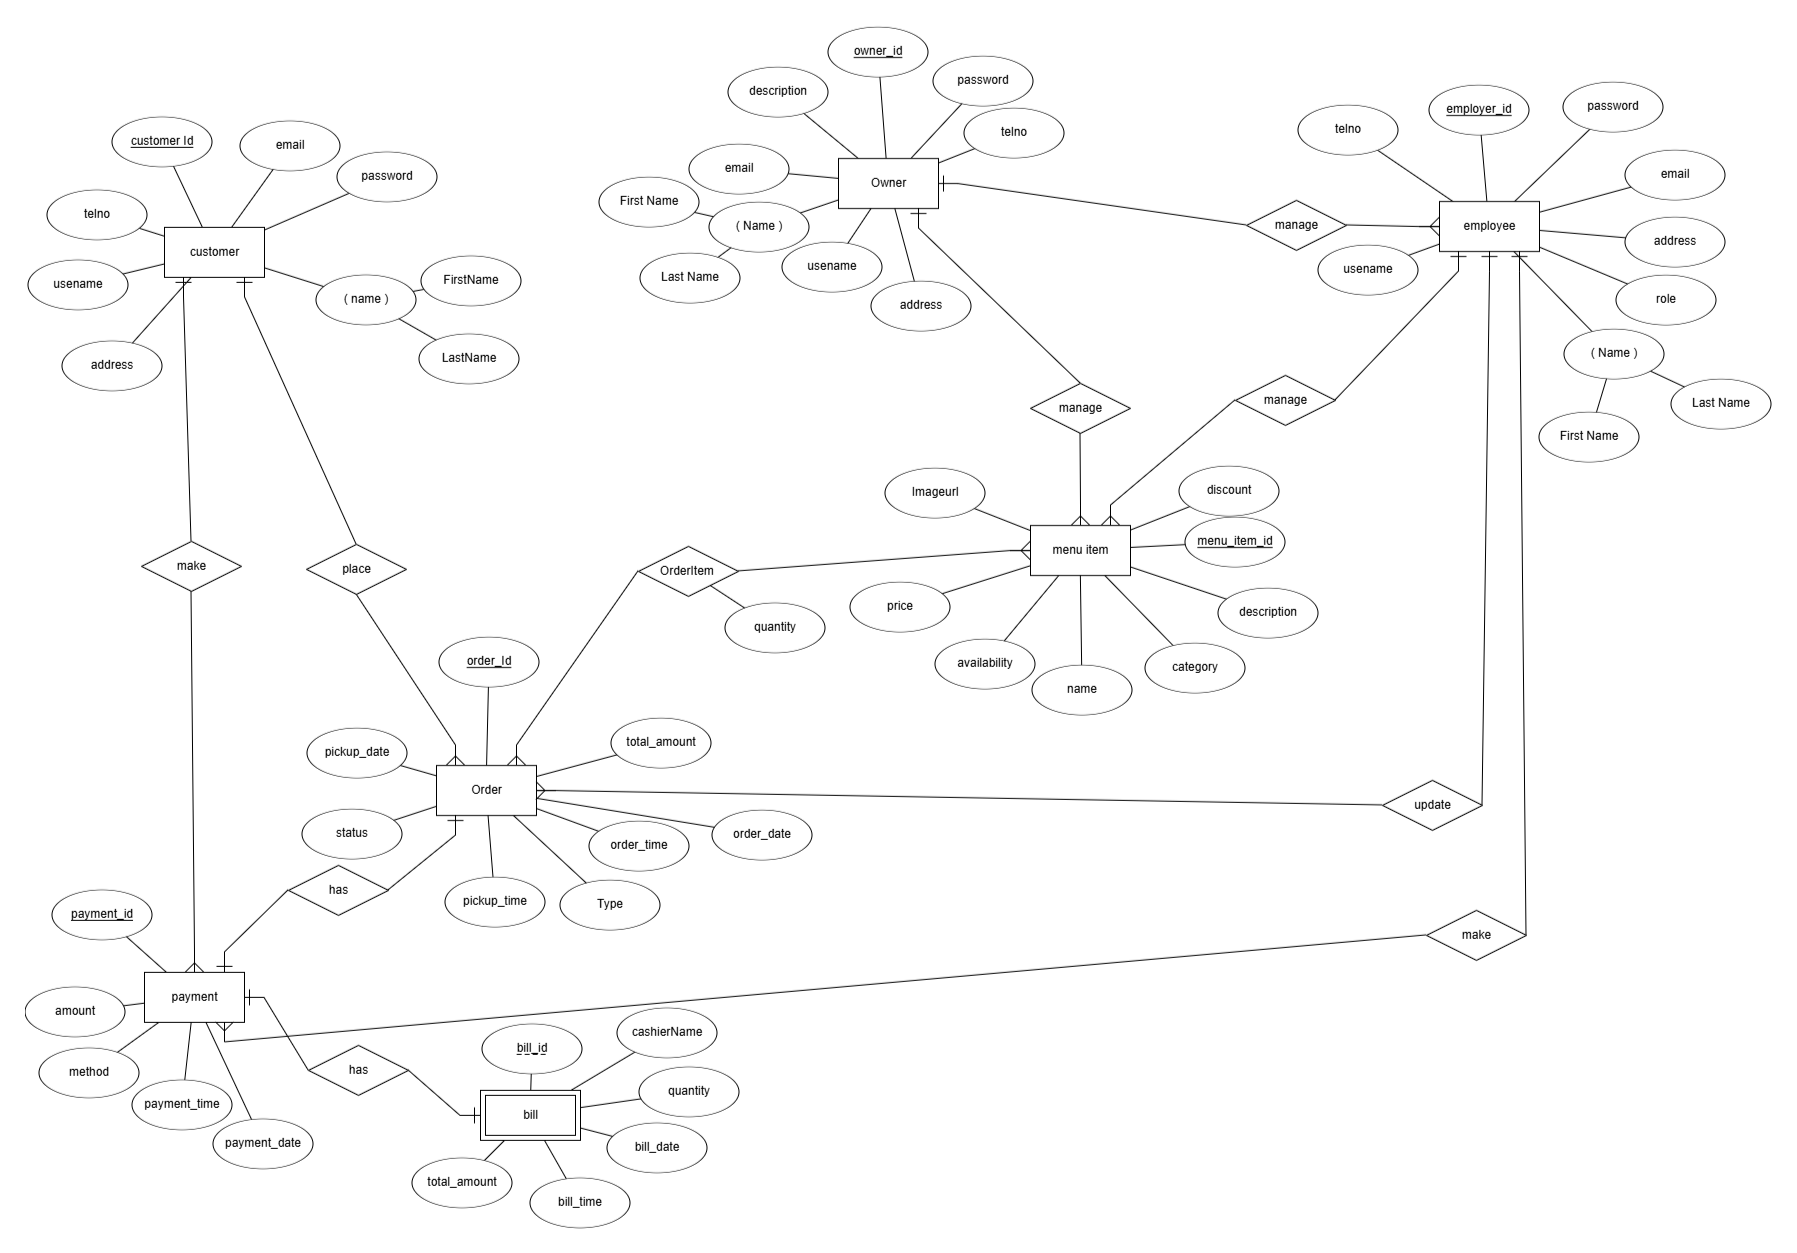 owner_id
password
description
telno
email
Owner
First Name
( Name )
Last Name
usename
address
manage
employer_id
password
telno
email
address
employee
usename
role
( Name )
Last Name
First Name
customer Id
email
password
telno
customer
usename
( name )
FirstName
LastName
address
manage
manage
Imageurl
discount
menu_item_id
menu item
price
description
availability
category
name
make
place
OrderItem
quantity
order_Id
pickup_date
total_amount
Order
status
order_date
order_time
pickup_time
Type
update
has
make
payment_id
payment
amount
method
payment_time
payment_date
has
bill_id
cashierName
quantity
bill
bill_date
total_amount
bill_time